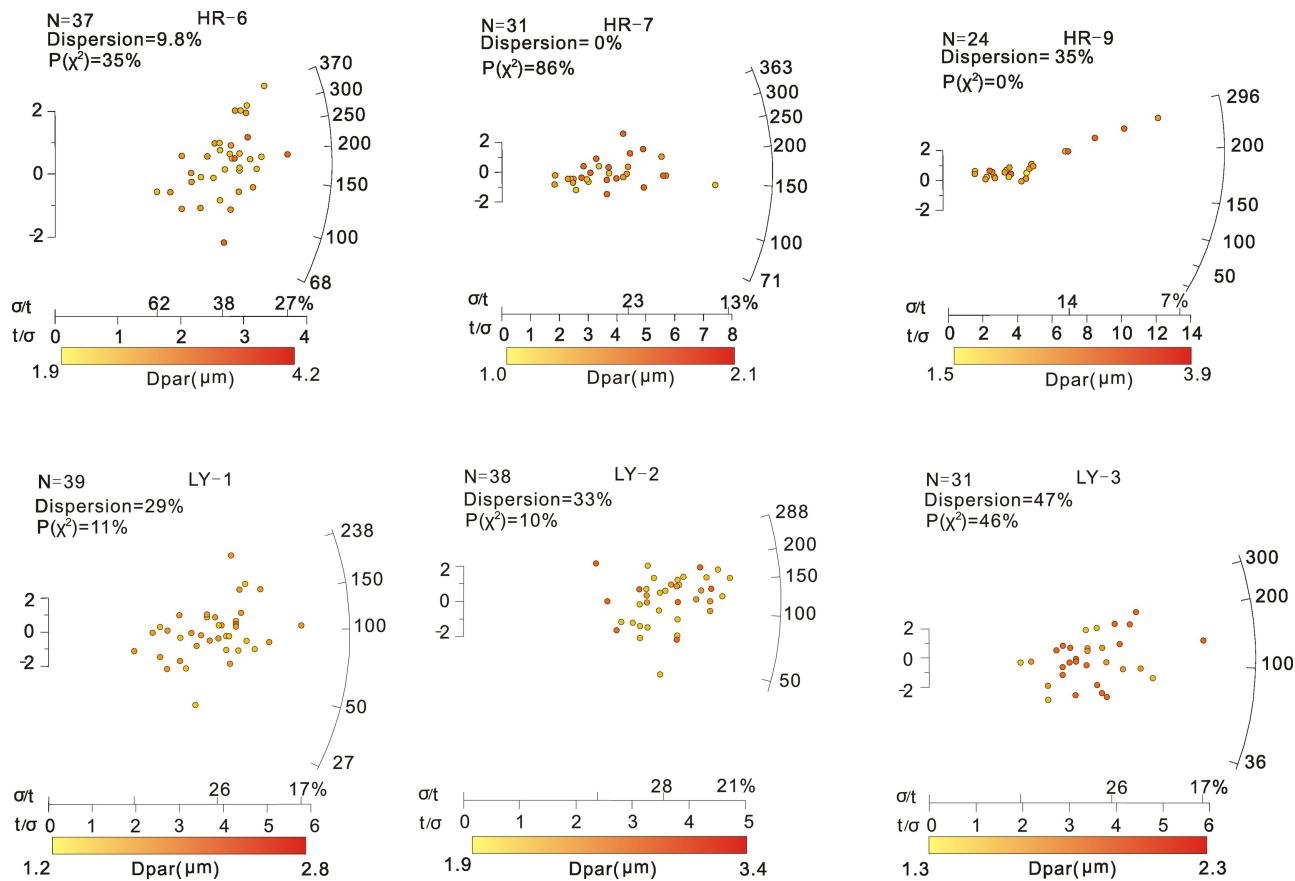 N=37 HR-6
Dispersion=9.8%
P(χ²)=35%
370
300
250
200
150
100
68
2
0
-2
σ/t 62 38 27%
t/σ 0 1 2 3 4
1.9 Dpar(μm) 4.2
N=31 HR-7
Dispersion= 0%
P(χ²)=86%
363
300
200
150
100
71
2
0
-2
σ/t 23 13%
t/σ 0 1 2 3 4 5 6 7 8
1.0 Dpar(μm) 2.1
N=24 HR-9
Dispersion= 35%
P(χ²)=0%
296
200
150
100
50
2
0
-2
σ/t 14 7%
t/σ 0 2 4 6 8 10 12 14
1.5 Dpar(μm) 3.9
N=39 LY-1
Dispersion=29%
P(χ²)=11%
238
150
100
50
27
2
0
-2
σ/t 26 17%
t/σ 0 1 2 3 4 5 6
1.2 Dpar(μm) 2.8
N=38 LY-2
Dispersion=33%
P(χ²)=10%
288
200
150
100
50
2
0
-2
σ/t 28 21%
t/σ 0 1 2 3 4 5
1.9 Dpar(μm) 3.4
N=31 LY-3
Dispersion=47%
P(χ²)=46%
300
200
100
36
2
0
-2
σ/t 26 17%
t/σ 0 1 2 3 4 5 6
1.3 Dpar(μm) 2.3